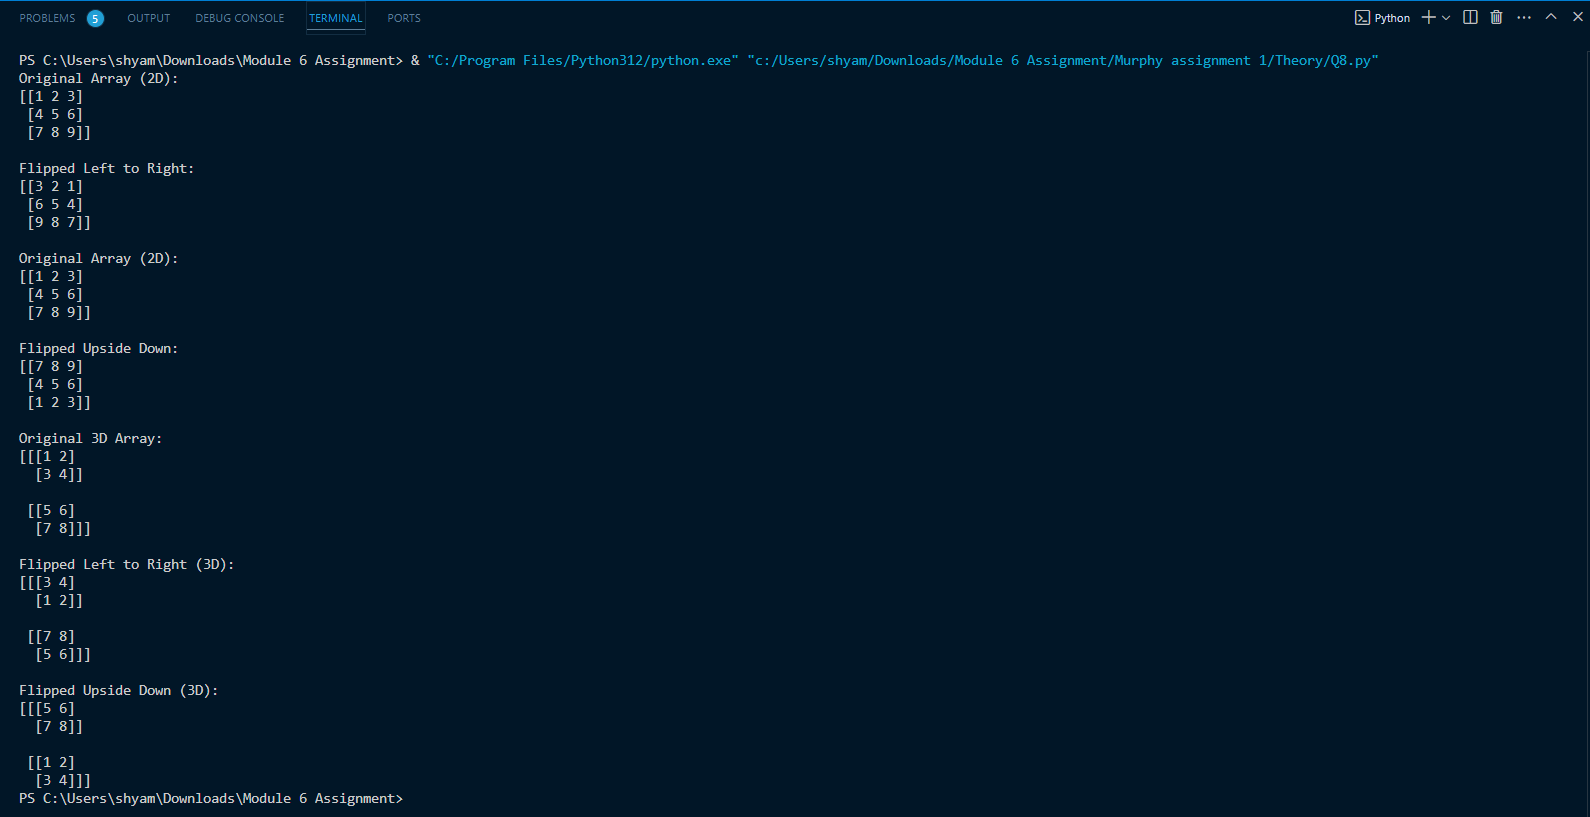 PROBLEMS 5 OUTPUT DEBUG CONSOLE TERMINAL PORTS Python
PS C:\Users\shyam\Downloads\Module 6 Assignment> & "C:/Program Files/Python312/python.exe" "c:/Users/shyam/Downloads/Module 6 Assignment/Murphy assignment 1/Theory/Q8.py"
Original Array (2D):
[[1 2 3]
 [4 5 6]
 [7 8 9]]

Flipped Left to Right:
[[3 2 1]
 [6 5 4]
 [9 8 7]]

Original Array (2D):
[[1 2 3]
 [4 5 6]
 [7 8 9]]

Flipped Upside Down:
[[7 8 9]
 [4 5 6]
 [1 2 3]]

Original 3D Array:
[[[1 2]
  [3 4]]

 [[5 6]
  [7 8]]]

Flipped Left to Right (3D):
[[[3 4]
  [1 2]]

 [[7 8]
  [5 6]]]

Flipped Upside Down (3D):
[[[5 6]
  [7 8]]

 [[1 2]
  [3 4]]]
PS C:\Users\shyam\Downloads\Module 6 Assignment>